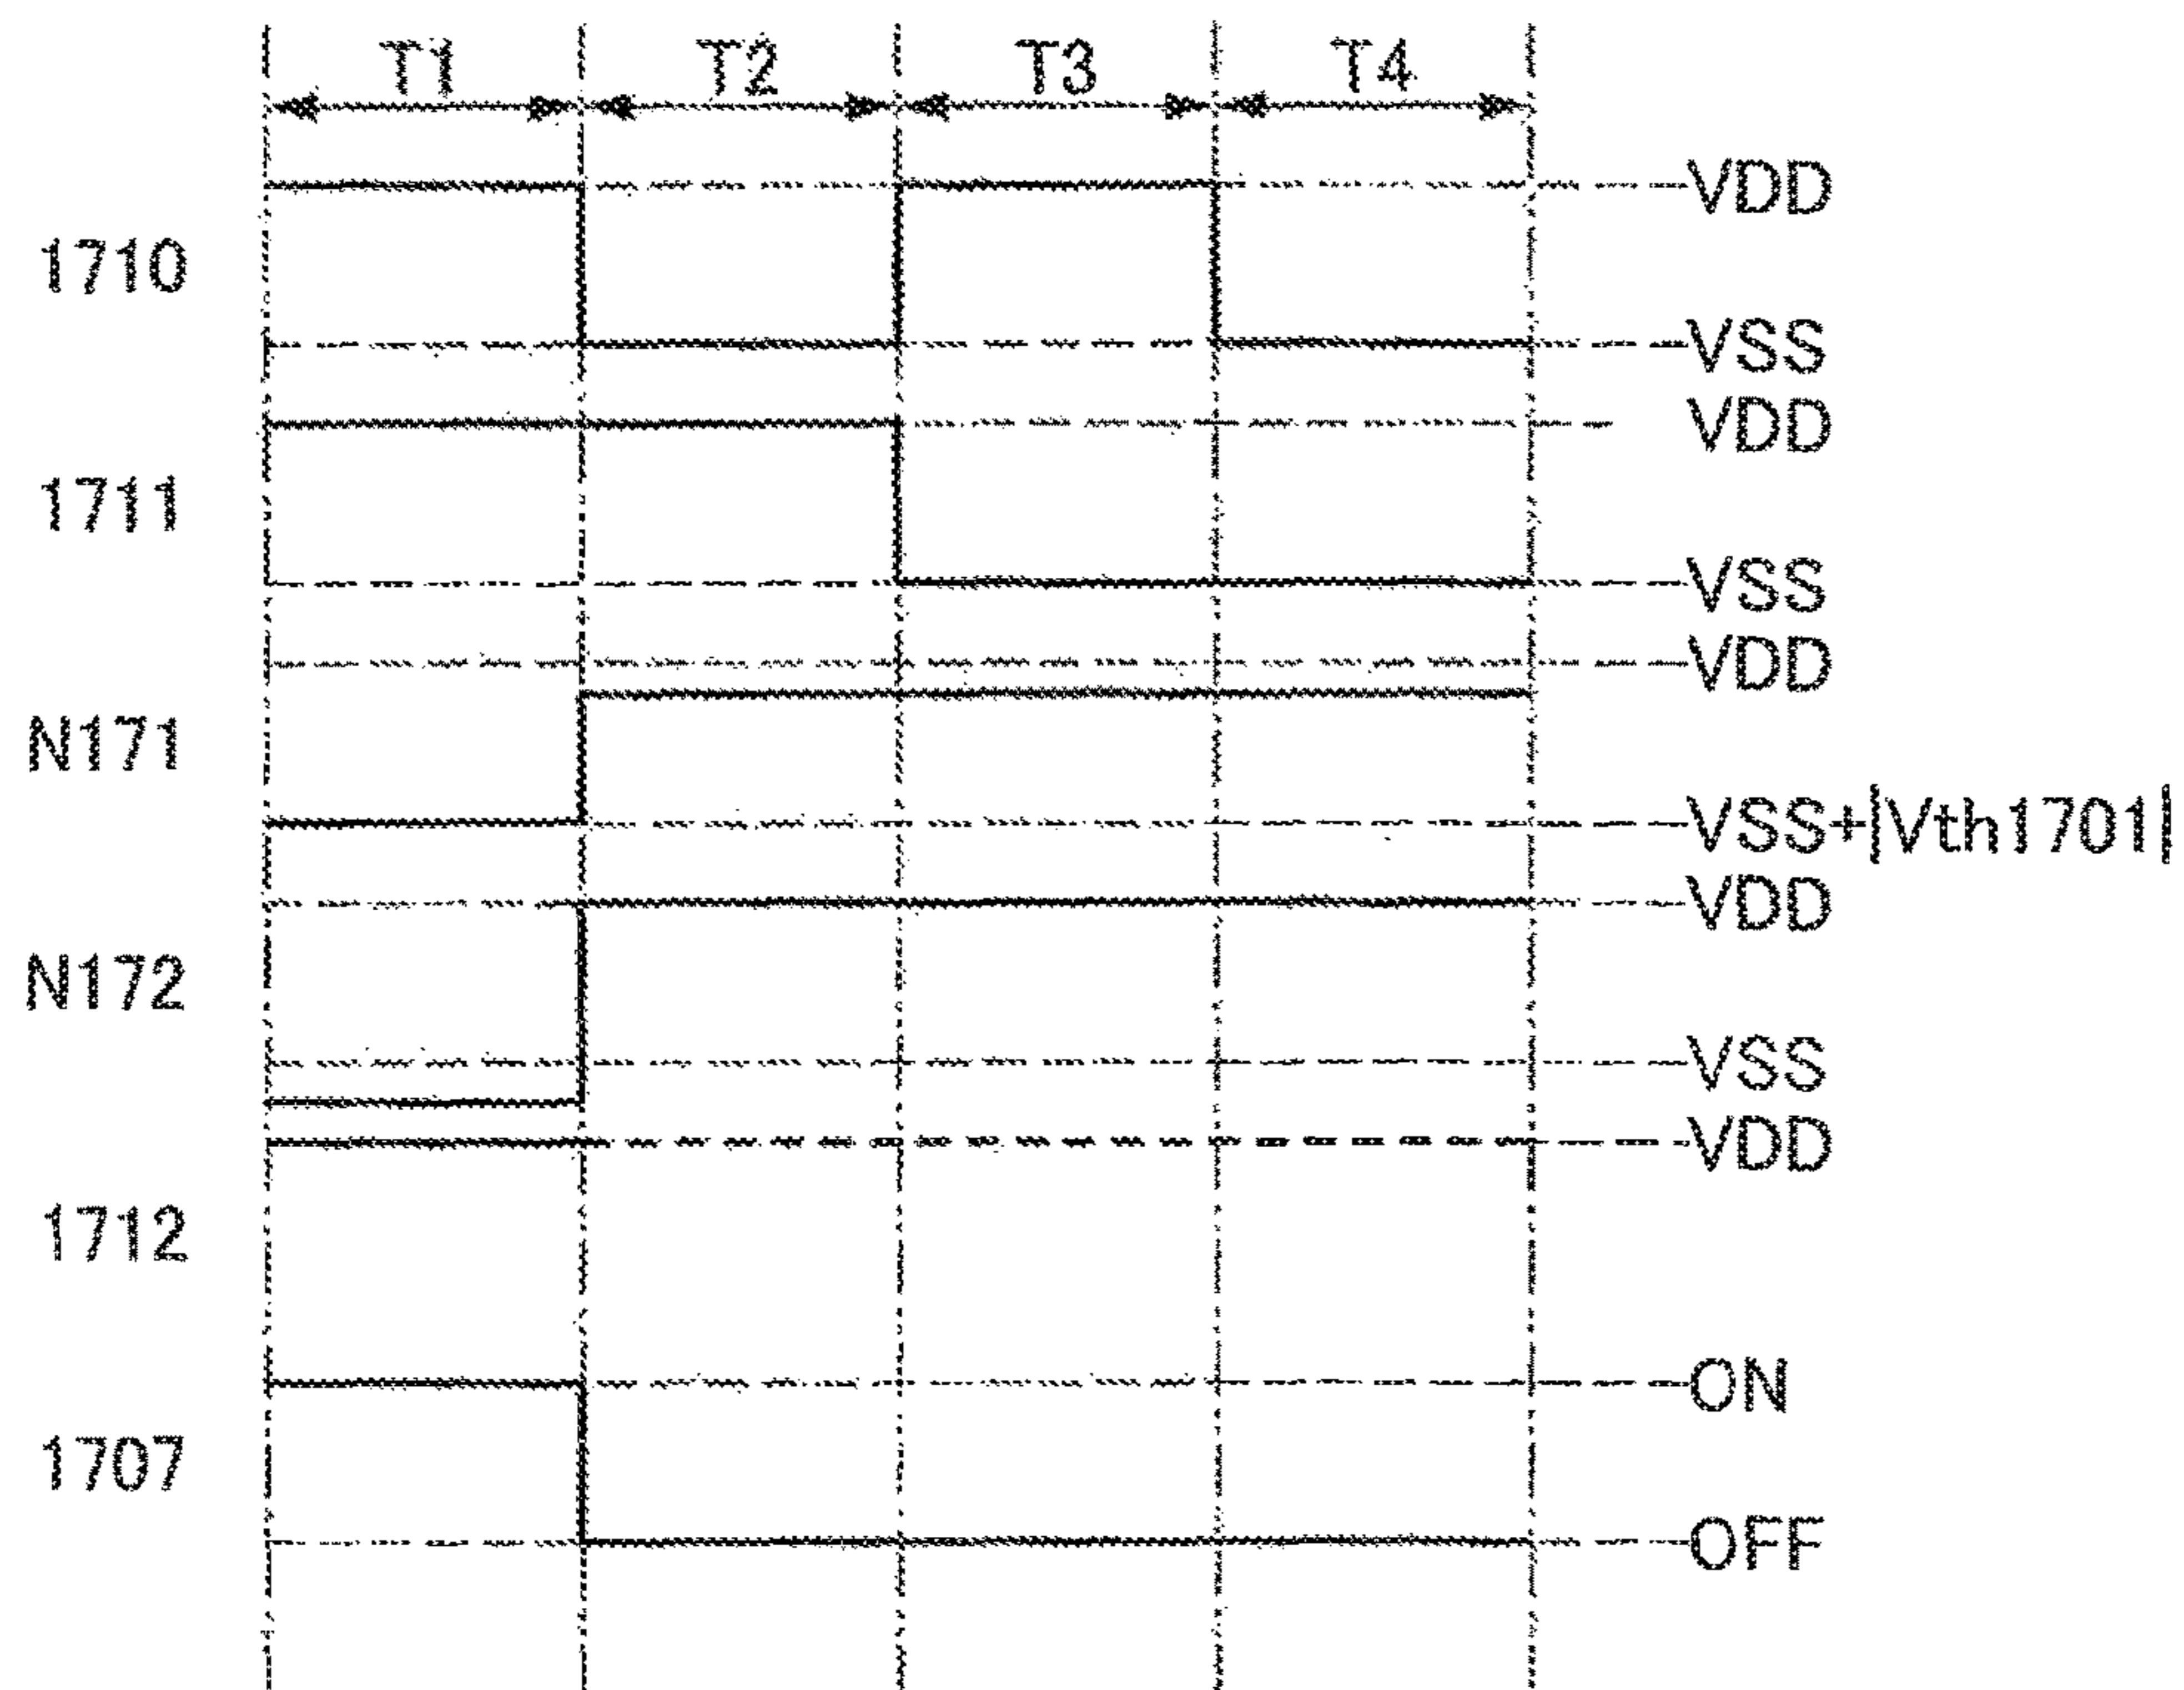 T1 T2 T3 T4
VDD
1710
VSS
VDD
1711
VSS
VDD
N171
VSS+|Vth1701|
VDD
N172
VSS
VDD
1712
ON
1707
OFF